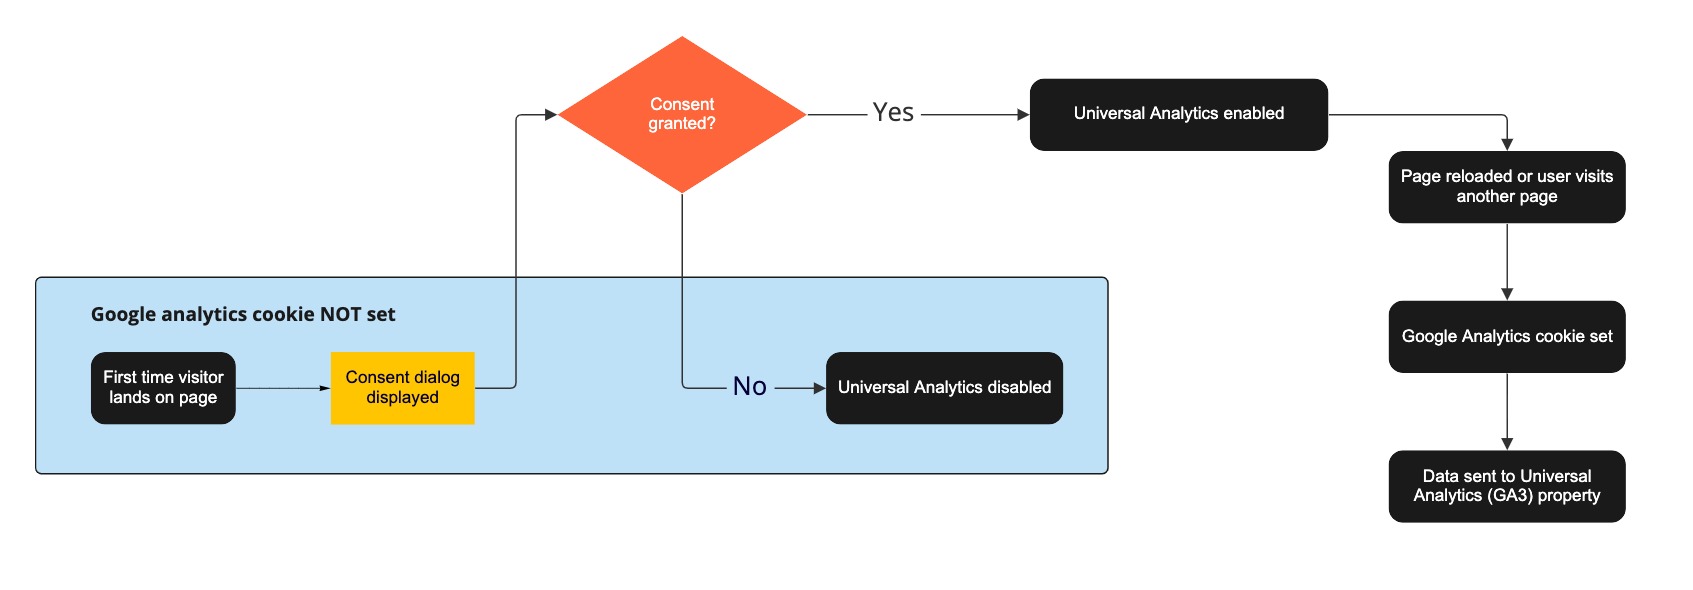 Consent
granted?
Yes
Universal Analytics enabled
Page reloaded or user visits
another page
Google analytics cookie NOT set
First time visitor
lands on page
Consent dialog
displayed
No
Universal Analytics disabled
Google Analytics cookie set
Data sent to Universal
Analytics (GA3) property